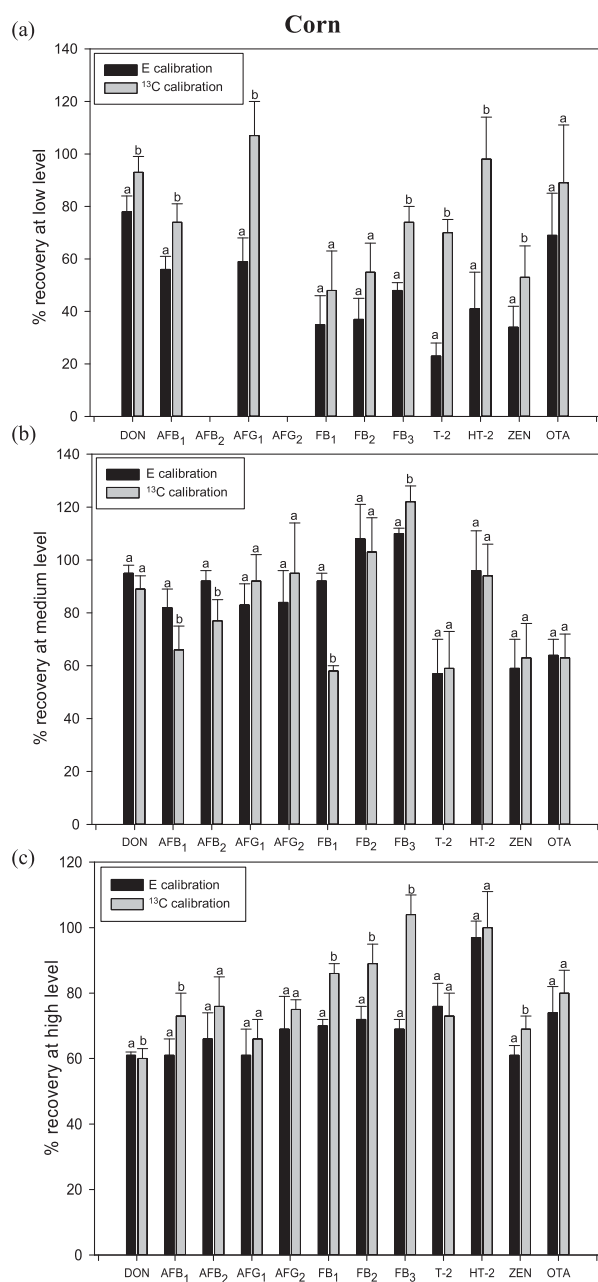 Corn
(a)
140
120
100
80
60
40
20
0
% recovery at low level
E calibration
¹³C calibration
a b a b a b a a a a a b a b a b a b a a
DON AFB₁ AFB₂ AFG₁ AFG₂ FB₁ FB₂ FB₃ T-2 HT-2 ZEN OTA
(b)
140
120
100
80
60
40
20
0
% recovery at medium level
E calibration
¹³C calibration
a a a b a b a a a a a b a a a b a a a a a a a a
DON AFB₁ AFB₂ AFG₁ AFG₂ FB₁ FB₂ FB₃ T-2 HT-2 ZEN OTA
(c)
120
100
80
60
40
20
0
% recovery at high level
E calibration
¹³C calibration
a b a b a a a a a a a b a b a b a a a a a b a a
DON AFB₁ AFB₂ AFG₁ AFG₂ FB₁ FB₂ FB₃ T-2 HT-2 ZEN OTA